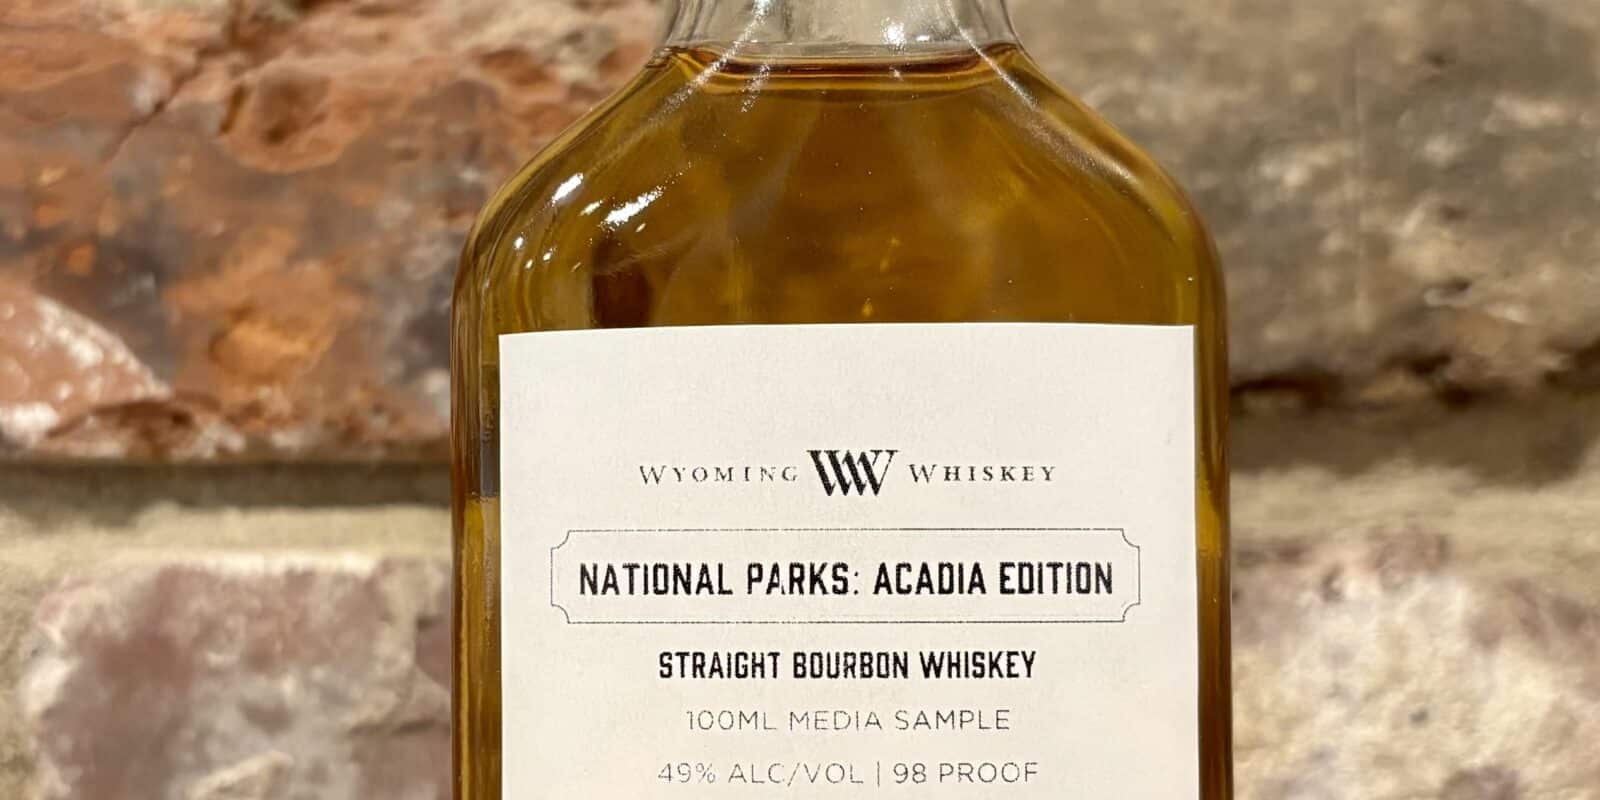 WYOMING WW WHISKEY
NATIONAL PARKS: ACADIA EDITION
STRAIGHT BOURBON WHISKEY
100ML MEDIA SAMPLE
49% ALC/VOL | 98 PROOF